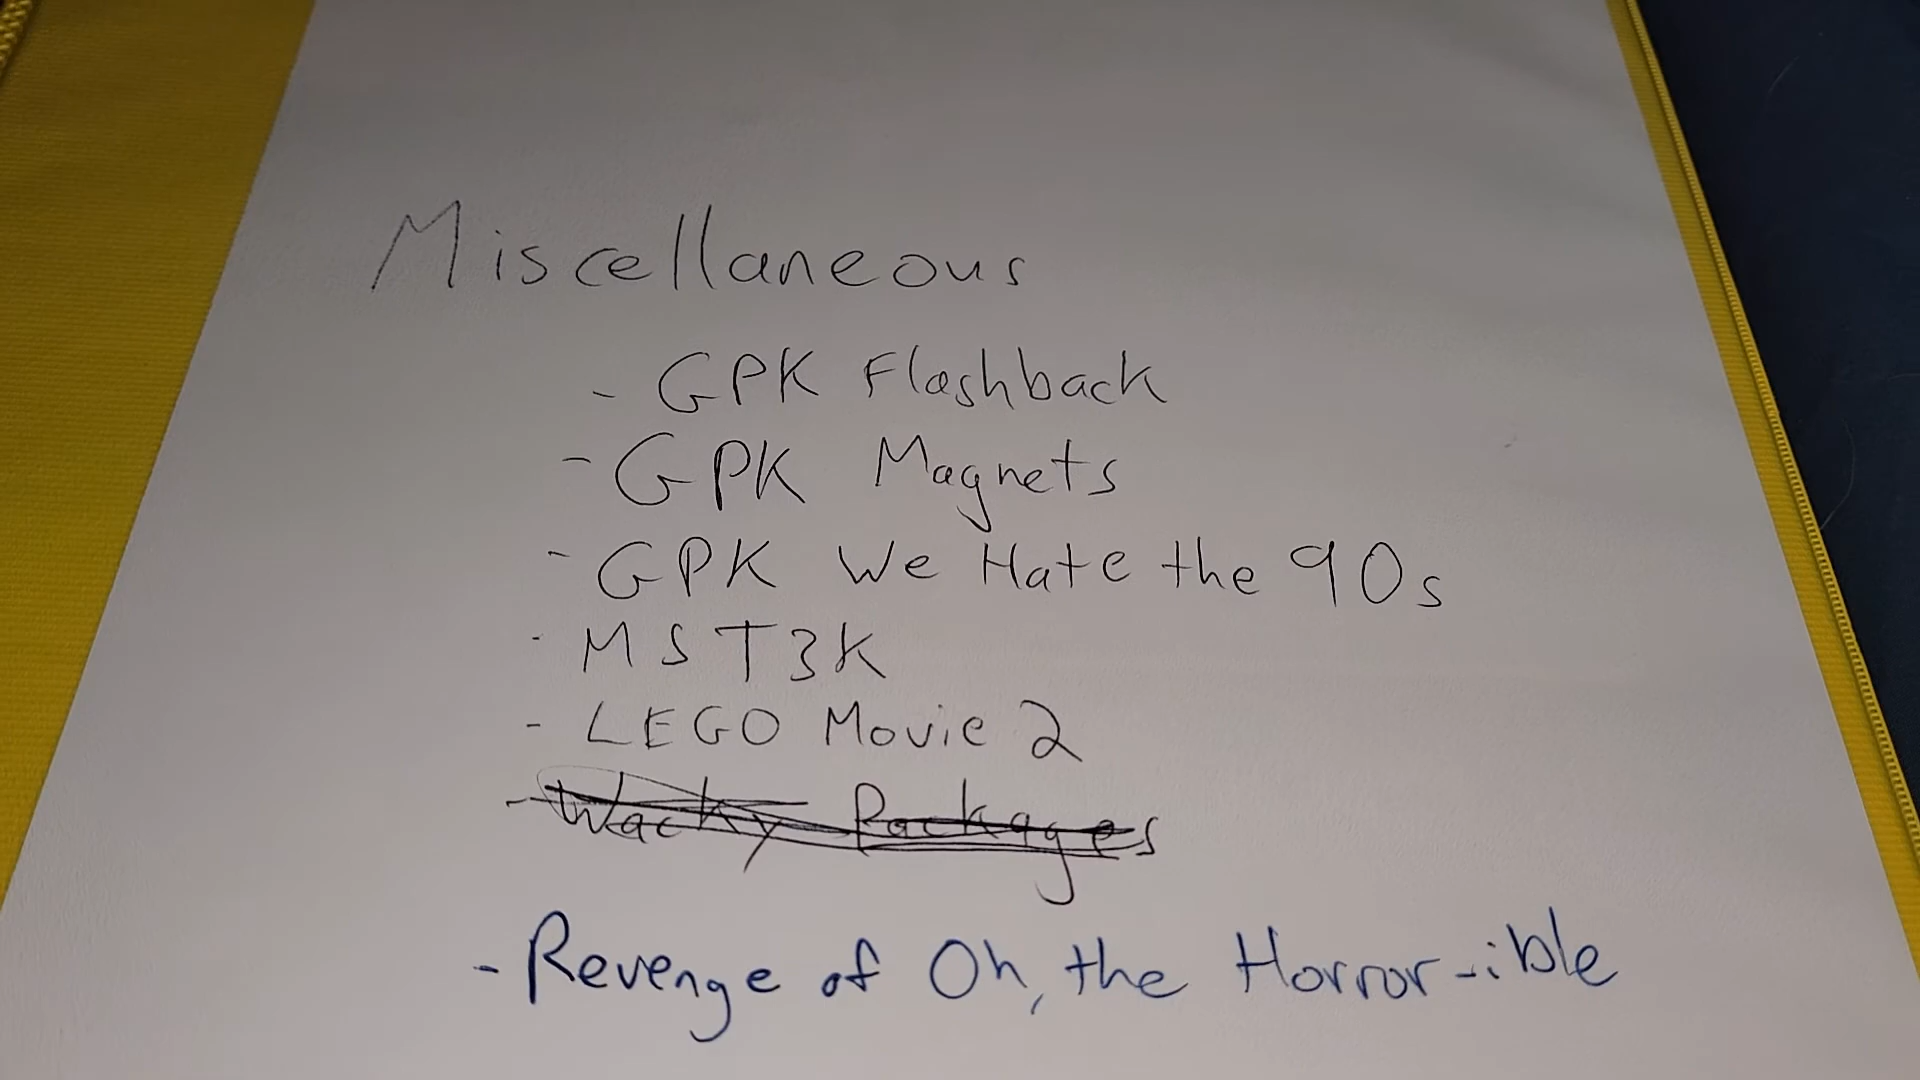 Miscellaneous
- GPK Flashback
- GPK Magnets
- GPK We Hate the 90s
- MST3K
- LEGO Movie 2
- Wacky Packages
- Revenge of Oh, the Horror-ible